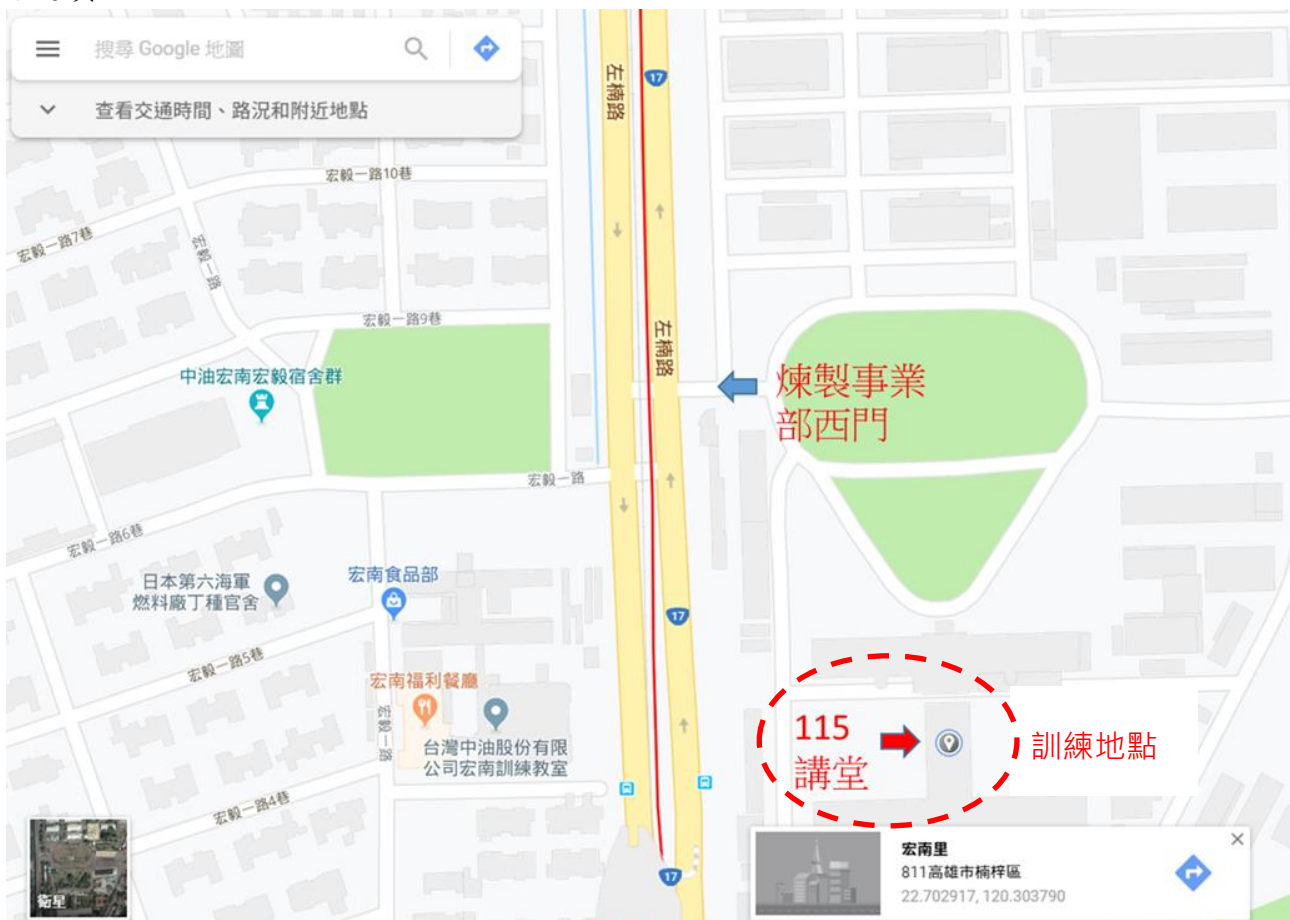 搜尋 Google 地圖
查看交通時間、路況和附近地點
左楠路
17
宏毅一路10巷
宏毅一路7巷
宏毅一路
宏毅一路9巷
左楠路
中油宏南宏毅宿舍群
煉製事業
部西門
宏毅一路
宏毅一路6巷
日本第六海軍
燃料廠丁種官舍
宏南食品部
17
宏毅一路5巷
宏南福利餐廳
宏毅一路
台灣中油股份有限
公司宏南訓練教室
115
講堂
訓練地點
宏毅一路4巷
衛星
17
宏南里
811高雄市楠梓區
22.702917, 120.303790